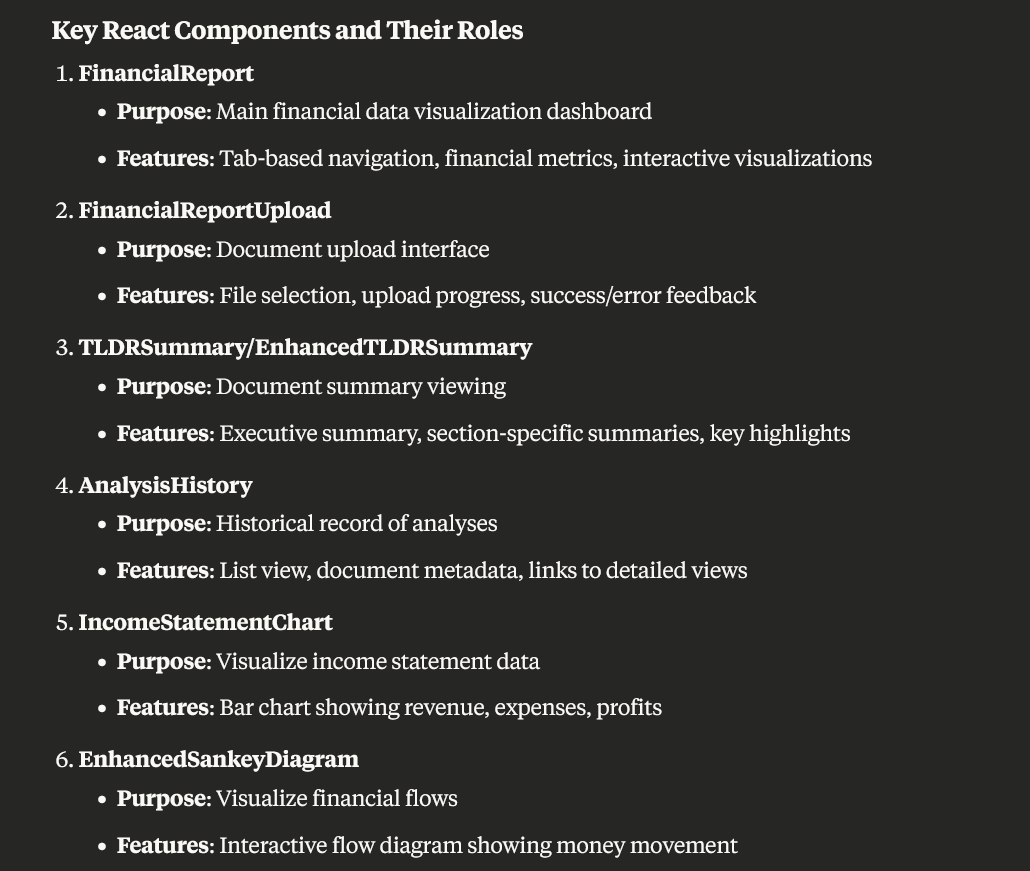 Key React Components and Their Roles
1. FinancialReport
• Purpose: Main financial data visualization dashboard
• Features: Tab-based navigation, financial metrics, interactive visualizations
2. FinancialReportUpload
• Purpose: Document upload interface
• Features: File selection, upload progress, success/error feedback
3. TLDRSummary/EnhancedTLDRSummary
• Purpose: Document summary viewing
• Features: Executive summary, section-specific summaries, key highlights
4. AnalysisHistory
• Purpose: Historical record of analyses
• Features: List view, document metadata, links to detailed views
5. IncomeStatementChart
• Purpose: Visualize income statement data
• Features: Bar chart showing revenue, expenses, profits
6. EnhancedSankeyDiagram
• Purpose: Visualize financial flows
• Features: Interactive flow diagram showing money movement